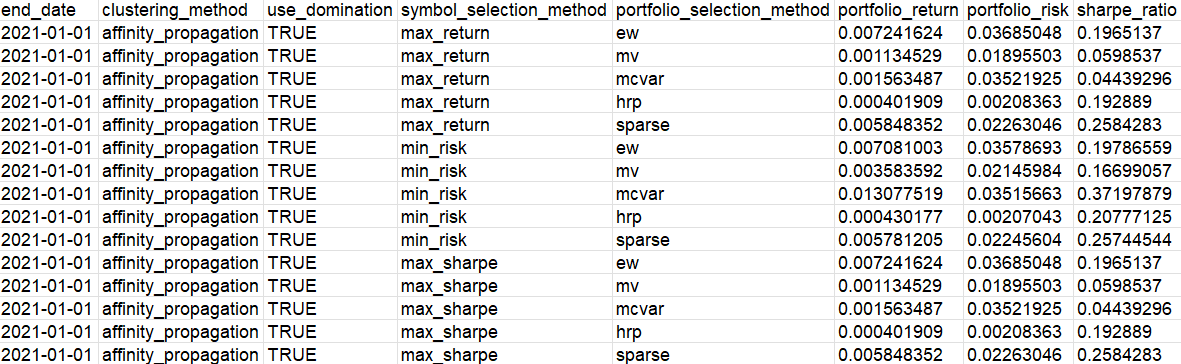 end_date clustering_method use_domination symbol_selection_method portfolio_selection_method portfolio_return portfolio_risk sharpe_ratio
2021-01-01 affinity_propagation TRUE max_return ew 0.007241624 0.03685048 0.1965137
2021-01-01 affinity_propagation TRUE max_return mv 0.001134529 0.01895503 0.0598537
2021-01-01 affinity_propagation TRUE max_return mcvar 0.001563487 0.03521925 0.04439296
2021-01-01 affinity_propagation TRUE max_return hrp 0.000401909 0.00208363 0.192889
2021-01-01 affinity_propagation TRUE max_return sparse 0.005848352 0.02263046 0.2584283
2021-01-01 affinity_propagation TRUE min_risk ew 0.007081003 0.03578693 0.19786559
2021-01-01 affinity_propagation TRUE min_risk mv 0.003583592 0.02145984 0.16699057
2021-01-01 affinity_propagation TRUE min_risk mcvar 0.013077519 0.03515663 0.37197879
2021-01-01 affinity_propagation TRUE min_risk hrp 0.000430177 0.00207043 0.20777125
2021-01-01 affinity_propagation TRUE min_risk sparse 0.005781205 0.02245604 0.25744544
2021-01-01 affinity_propagation TRUE max_sharpe ew 0.007241624 0.03685048 0.1965137
2021-01-01 affinity_propagation TRUE max_sharpe mv 0.001134529 0.01895503 0.0598537
2021-01-01 affinity_propagation TRUE max_sharpe mcvar 0.001563487 0.03521925 0.04439296
2021-01-01 affinity_propagation TRUE max_sharpe hrp 0.000401909 0.00208363 0.192889
2021-01-01 affinity_propagation TRUE max_sharpe sparse 0.005848352 0.02263046 0.2584283